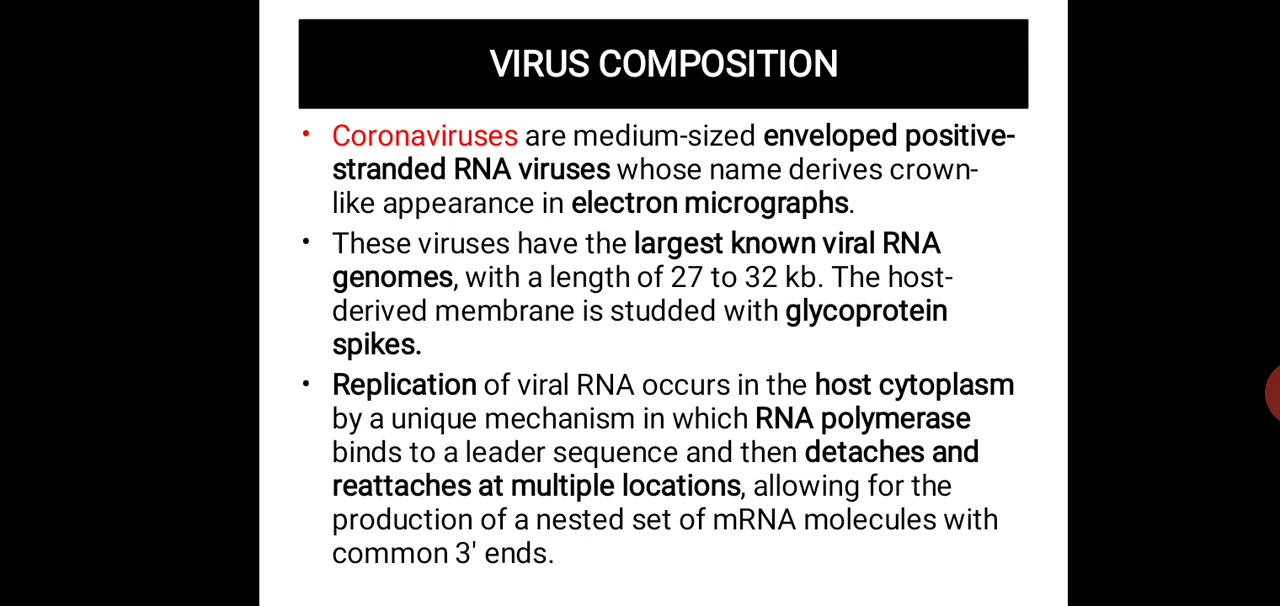 VIRUS COMPOSITION
• Coronaviruses are medium-sized enveloped positive-
stranded RNA viruses whose name derives crown-
like appearance in electron micrographs.
• These viruses have the largest known viral RNA
genomes, with a length of 27 to 32 kb. The host-
derived membrane is studded with glycoprotein
spikes.
• Replication of viral RNA occurs in the host cytoplasm
by a unique mechanism in which RNA polymerase
binds to a leader sequence and then detaches and
reattaches at multiple locations, allowing for the
production of a nested set of mRNA molecules with
common 3' ends.